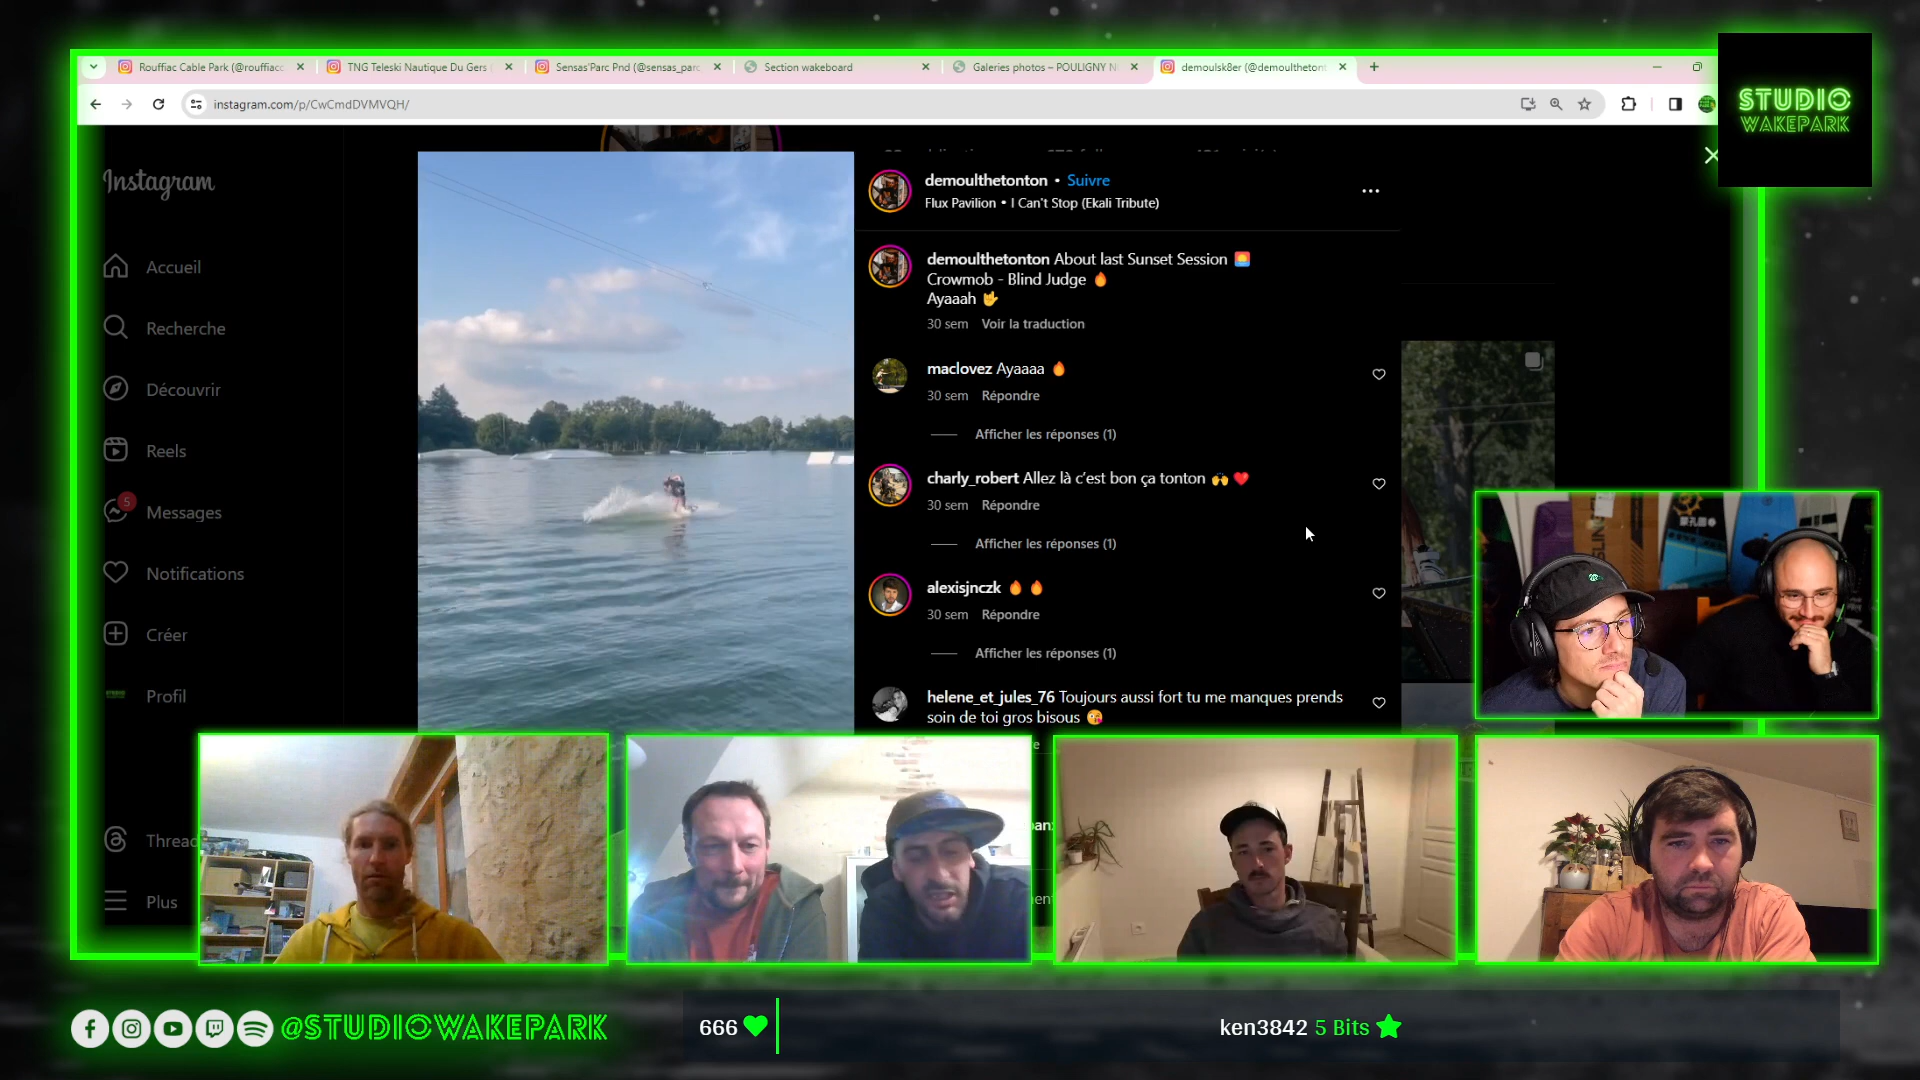 Rouffiac Cable Park (@rouffiacc
TNG Teleski Nautique Du Gers
Sensas'Parc Pnd (@sensas_parc
Section wakeboard
Galeries photos – POULIGNY N
demoulsk8er (@demoulthetont
instagram.com/p/CwCmdDVMVQH/
STUDIO
WAKEPARK
Instagram
Accueil
Recherche
Découvrir
Reels
5
Messages
Notifications
Créer
Profil
Thread
Plus
demoulthetonton • Suivre
Flux Pavilion • I Can't Stop (Ekali Tribute)
demoulthetonton About last Sunset Session 🌅
Crowmob - Blind Judge 🔥
Ayaaah 🤟
30 sem Voir la traduction
maclovez Ayaaaa 🔥
30 sem Répondre
Afficher les réponses (1)
charly_robert Allez là c'est bon ça tonton 🙌 ❤️
30 sem Répondre
Afficher les réponses (1)
alexisjnczk 🔥 🔥
30 sem Répondre
Afficher les réponses (1)
helene_et_jules_76 Toujours aussi fort tu me manques prends
soin de toi gros bisous 😘
@STUDIOWAKEPARK
666
ken3842 5 Bits